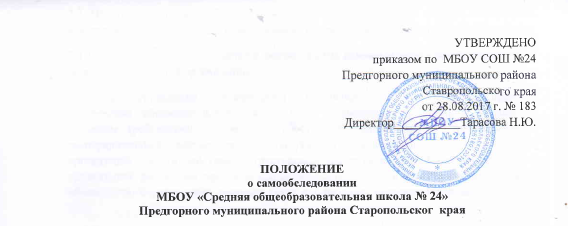 УТВЕРЖДЕНО
приказом по МБОУ СОШ №24
Предгорного муниципального района
Ставропольского края
от 28.08.2017 г. № 183
Директор Тарасова Н.Ю.
МБОУ
СОШ №24
ПОЛОЖЕНИЕ
о самообследовании
МБОУ «Средняя общеобразовательная школа № 24»
Предгорного муниципального района Старопольског края